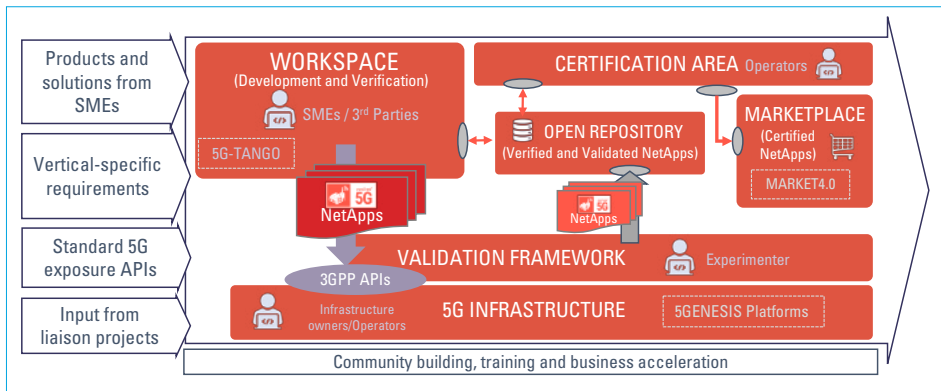 Products and
solutions from
SMEs
Vertical-specific
requirements
Standard 5G
exposure APIs
Input from
liaison projects
WORKSPACE
(Development and Verification)
SMEs / 3rd Parties
5G-TANGO
5G
NetApps
CERTIFICATION AREA Operators
OPEN REPOSITORY
(Verified and Validated NetApps)
MARKETPLACE
(Certified
NetApps)
MARKET4.0
5G
NetApps
VALIDATION FRAMEWORK
Experimenter
3GPP APIs
Infrastructure
owners/Operators
5G INFRASTRUCTURE
5GENESIS Platforms
Community building, training and business acceleration